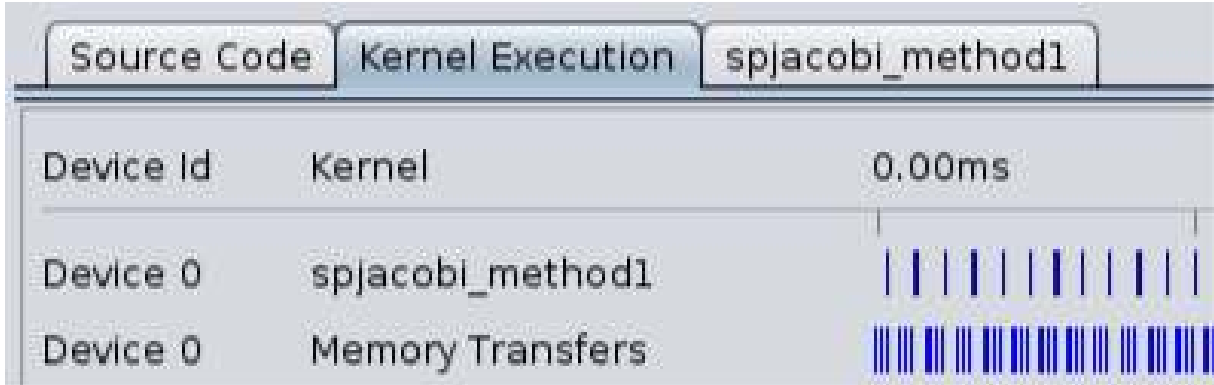 Source Code Kernel Execution spjacobi_method1
Device Id Kernel 0.00ms
Device 0 spjacobi_method1
Device 0 Memory Transfers